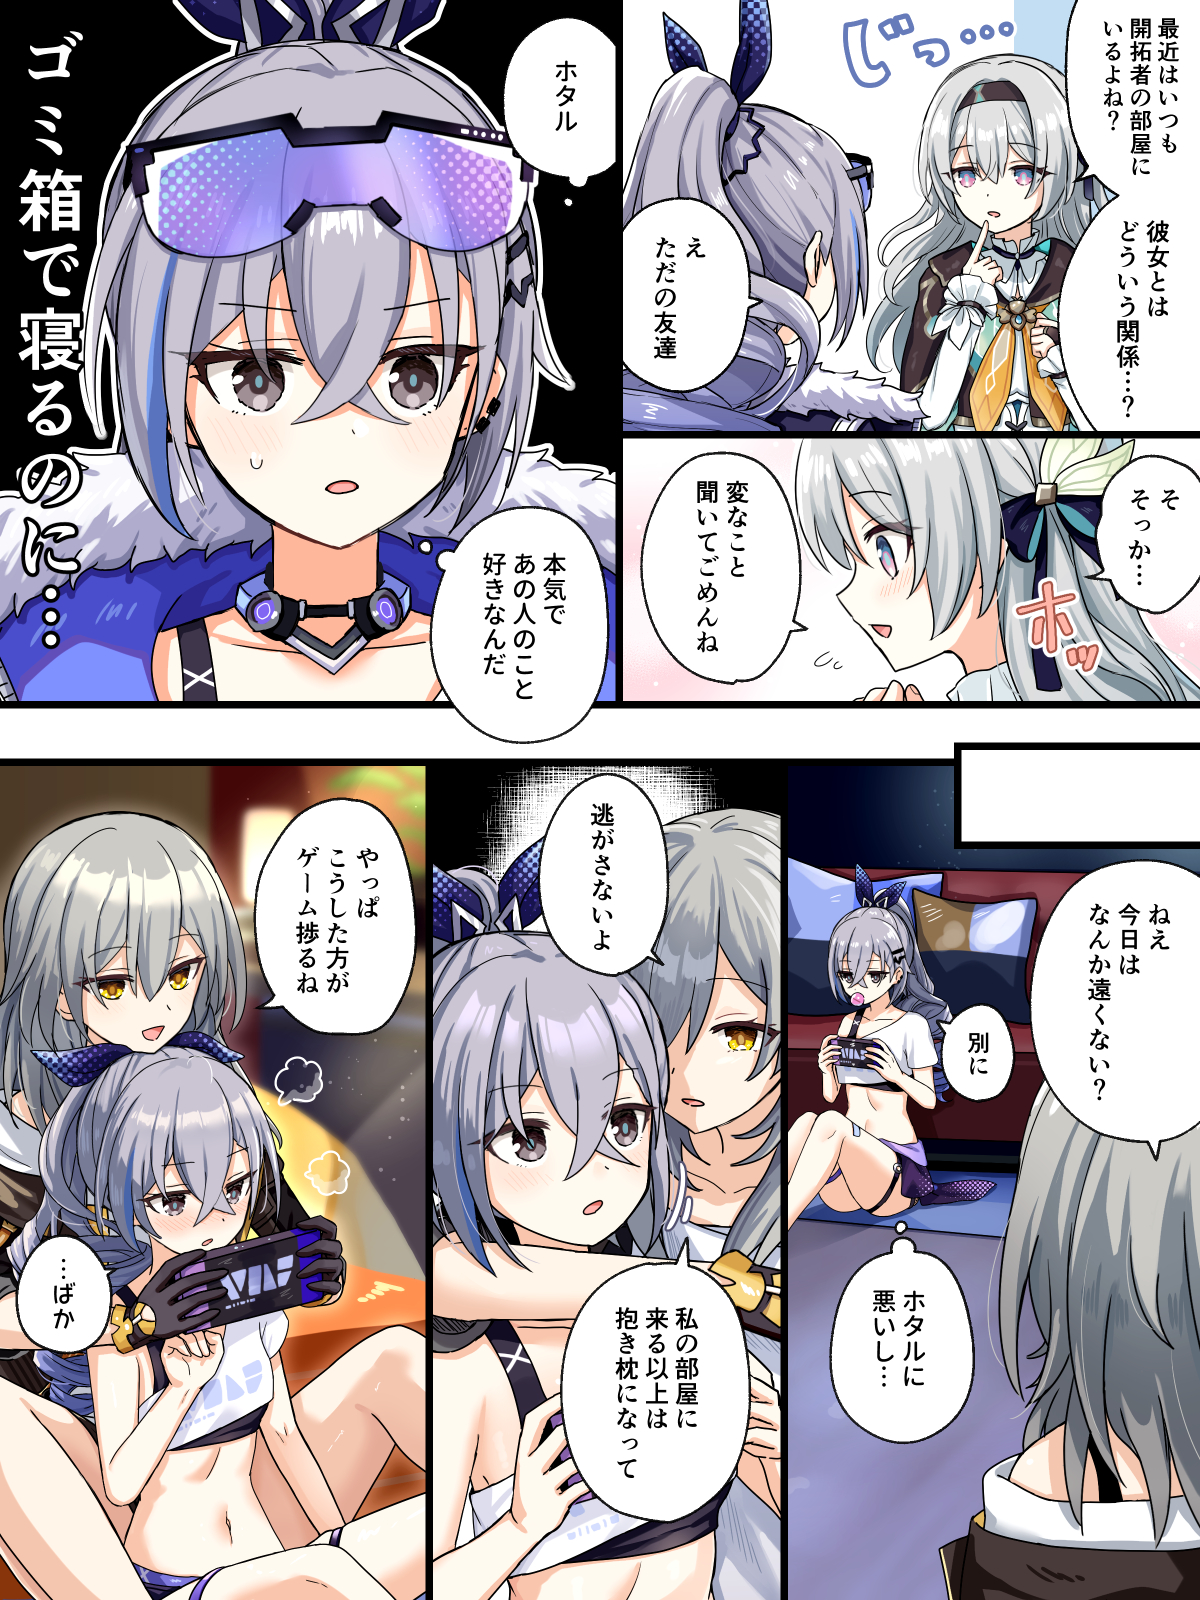 最近はいつも
開拓者の部屋に
いるよね？
彼女とは
どういう関係…？
じっ…
え
ただの友達
そ
そっか…
ホッ
変なこと
聞いてごめんね
ホタル
本気で
あの人のこと
好きなんだ
ゴミ箱で寝るのに…
ねえ
今日は
なんか遠くない？
別に
ホタルに
悪いし…
逃がさないよ
私の部屋に
来る以上は
抱き枕になって
やっぱ
こうした方が
ゲーム捗るね
…ばか